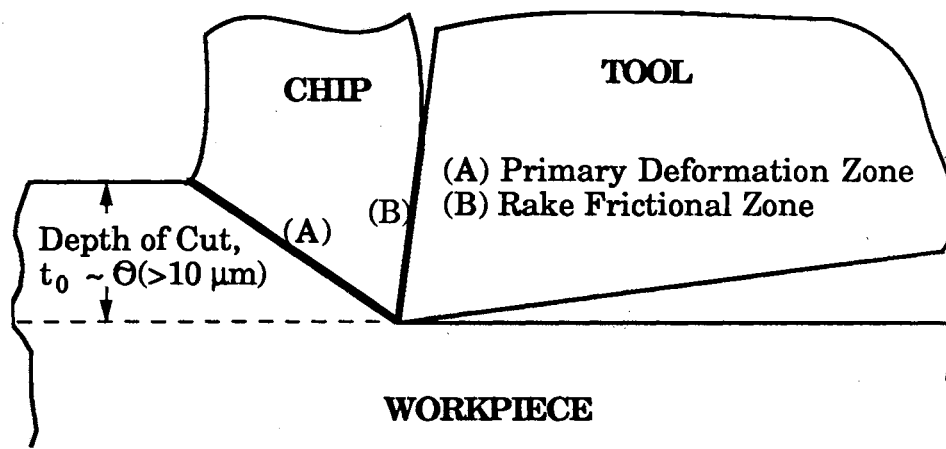 CHIP
TOOL
(A) Primary Deformation Zone
(B) Rake Frictional Zone
(B)
(A)
Depth of Cut,
t₀ ~ Θ(>10 μm)
WORKPIECE